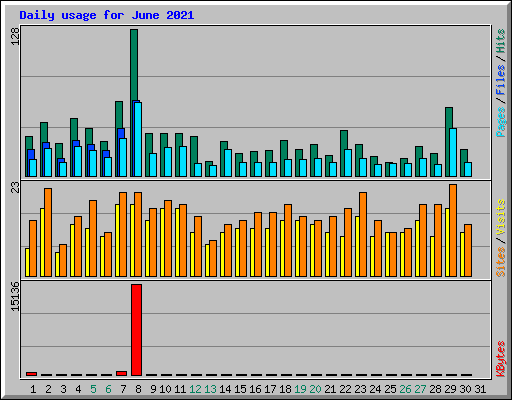 Daily usage for June 2021
128
Pages / Files / Hits
23
Sites / Visits
15136
KBytes
1 2 3 4 5 6 7 8 9 10 11 12 13 14 15 16 17 18 19 20 21 22 23 24 25 26 27 28 29 30 31